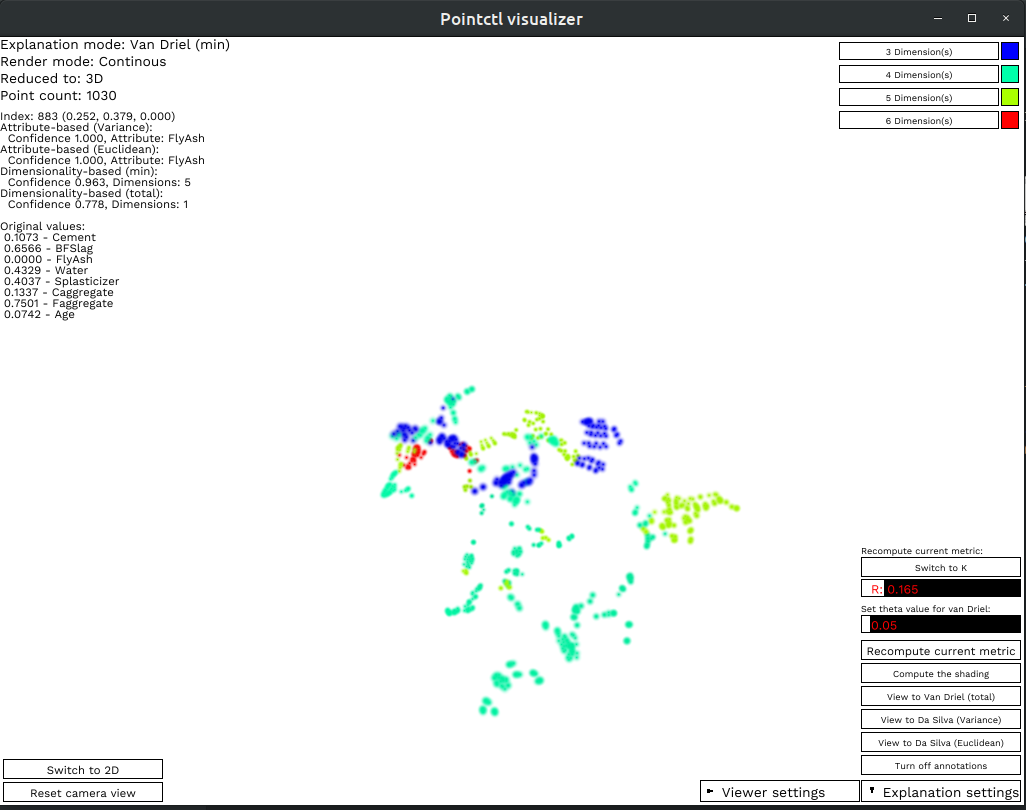 Pointctl visualizer
Explanation mode: Van Driel (min)
Render mode: Continous
Reduced to: 3D
Point count: 1030
Index: 883 (0.252, 0.379, 0.000)
Attribute-based (Variance):
Confidence 1.000, Attribute: FlyAsh
Attribute-based (Euclidean):
Confidence 1.000, Attribute: FlyAsh
Dimensionality-based (min):
Confidence 0.963, Dimensions: 5
Dimensionality-based (total):
Confidence 0.778, Dimensions: 1
Original values:
0.1073 - Cement
0.6566 - BFSlag
0.0000 - FlyAsh
0.4329 - Water
0.4037 - Splasticizer
0.1337 - Caggregate
0.7501 - Faggregate
0.0742 - Age
3 Dimension(s)
4 Dimension(s)
5 Dimension(s)
6 Dimension(s)
Recompute current metric:
Switch to K
R: 0.165
Set theta value for van Driel:
0.05
Recompute current metric
Compute the shading
View to Van Driel (total)
View to Da Silva (Variance)
View to Da Silva (Euclidean)
Turn off annotations
Switch to 2D
Reset camera view
Viewer settings
Explanation settings